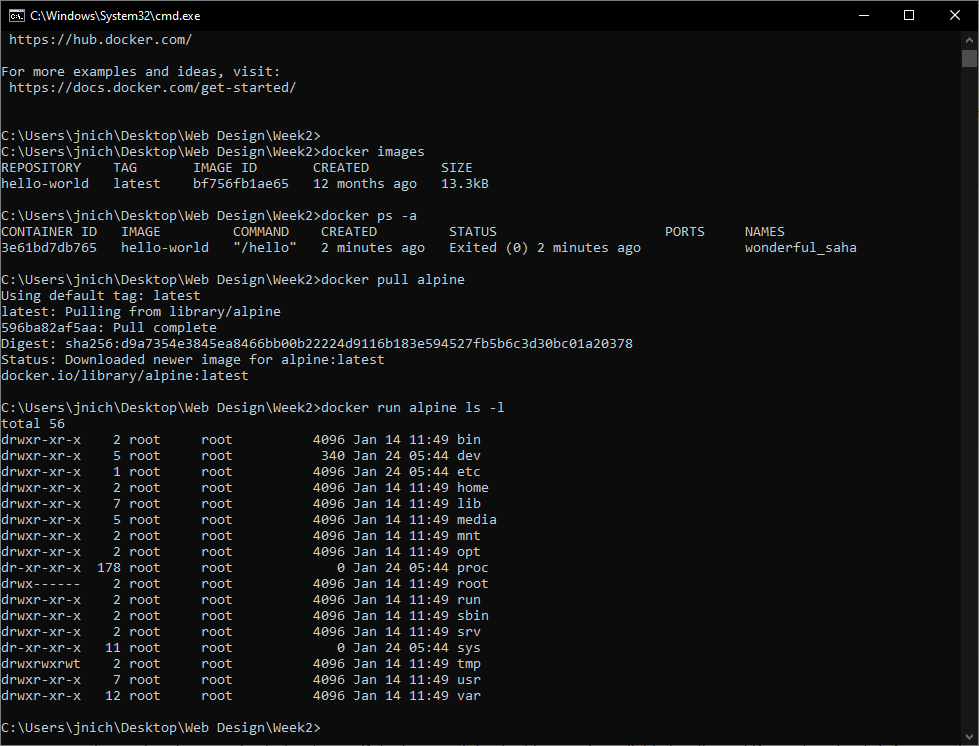 C:\Windows\System32\cmd.exe
https://hub.docker.com/
For more examples and ideas, visit:
https://docs.docker.com/get-started/
C:\Users\jnich\Desktop\Web Design\Week2>
C:\Users\jnich\Desktop\Web Design\Week2>docker images
REPOSITORY    TAG       IMAGE ID       CREATED         SIZE
hello-world   latest    bf756fb1ae65   12 months ago   13.3kB
C:\Users\jnich\Desktop\Web Design\Week2>docker ps -a
CONTAINER ID   IMAGE         COMMAND    CREATED         STATUS                     PORTS     NAMES
3e61bd7db765   hello-world   "/hello"   2 minutes ago   Exited (0) 2 minutes ago             wonderful_saha
C:\Users\jnich\Desktop\Web Design\Week2>docker pull alpine
Using default tag: latest
latest: Pulling from library/alpine
596ba82af5aa: Pull complete
Digest: sha256:d9a7354e3845ea8466bb00b22224d9116b183e594527fb5b6c3d30bc01a20378
Status: Downloaded newer image for alpine:latest
docker.io/library/alpine:latest
C:\Users\jnich\Desktop\Web Design\Week2>docker run alpine ls -l
total 56
drwxr-xr-x    2 root     root          4096 Jan 14 11:49 bin
drwxr-xr-x    5 root     root           340 Jan 24 05:44 dev
drwxr-xr-x    1 root     root          4096 Jan 24 05:44 etc
drwxr-xr-x    2 root     root          4096 Jan 14 11:49 home
drwxr-xr-x    7 root     root          4096 Jan 14 11:49 lib
drwxr-xr-x    5 root     root          4096 Jan 14 11:49 media
drwxr-xr-x    2 root     root          4096 Jan 14 11:49 mnt
drwxr-xr-x    2 root     root          4096 Jan 14 11:49 opt
dr-xr-xr-x  178 root     root             0 Jan 24 05:44 proc
drwx------    2 root     root          4096 Jan 14 11:49 root
drwxr-xr-x    2 root     root          4096 Jan 14 11:49 run
drwxr-xr-x    2 root     root          4096 Jan 14 11:49 sbin
drwxr-xr-x    2 root     root          4096 Jan 14 11:49 srv
dr-xr-xr-x   11 root     root             0 Jan 24 05:44 sys
drwxrwxrwt    2 root     root          4096 Jan 14 11:49 tmp
drwxr-xr-x    7 root     root          4096 Jan 14 11:49 usr
drwxr-xr-x   12 root     root          4096 Jan 14 11:49 var
C:\Users\jnich\Desktop\Web Design\Week2>